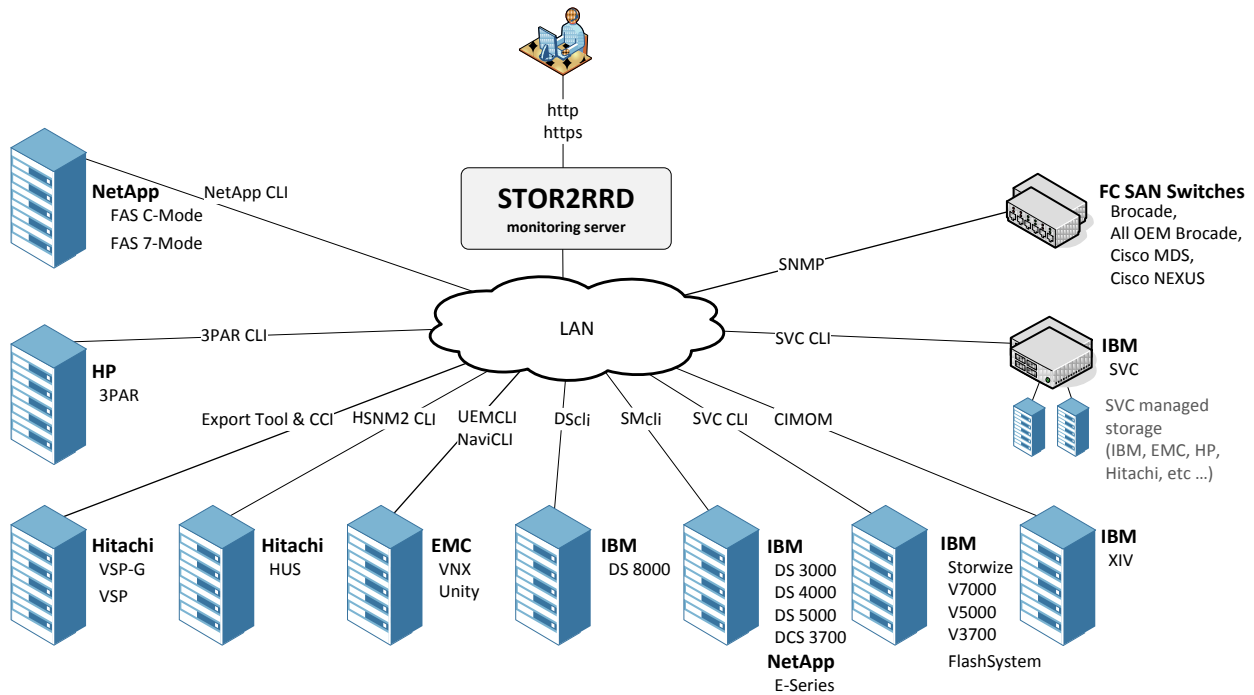 http
https
STOR2RRD
monitoring server
NetApp
FAS C-Mode
FAS 7-Mode
NetApp CLI
FC SAN Switches
Brocade,
All OEM Brocade,
Cisco MDS,
Cisco NEXUS
SNMP
LAN
3PAR CLI
HP
3PAR
SVC CLI
IBM
SVC
SVC managed
storage
(IBM, EMC, HP,
Hitachi, etc …)
Export Tool & CCI
HSNM2 CLI
UEMCLI
NaviCLI
DScli
SMcli
SVC CLI
CIMOM
Hitachi
VSP-G
VSP
Hitachi
HUS
EMC
VNX
Unity
IBM
DS 8000
IBM
DS 3000
DS 4000
DS 5000
DCS 3700
NetApp
E-Series
IBM
Storwize
V7000
V5000
V3700
FlashSystem
IBM
XIV